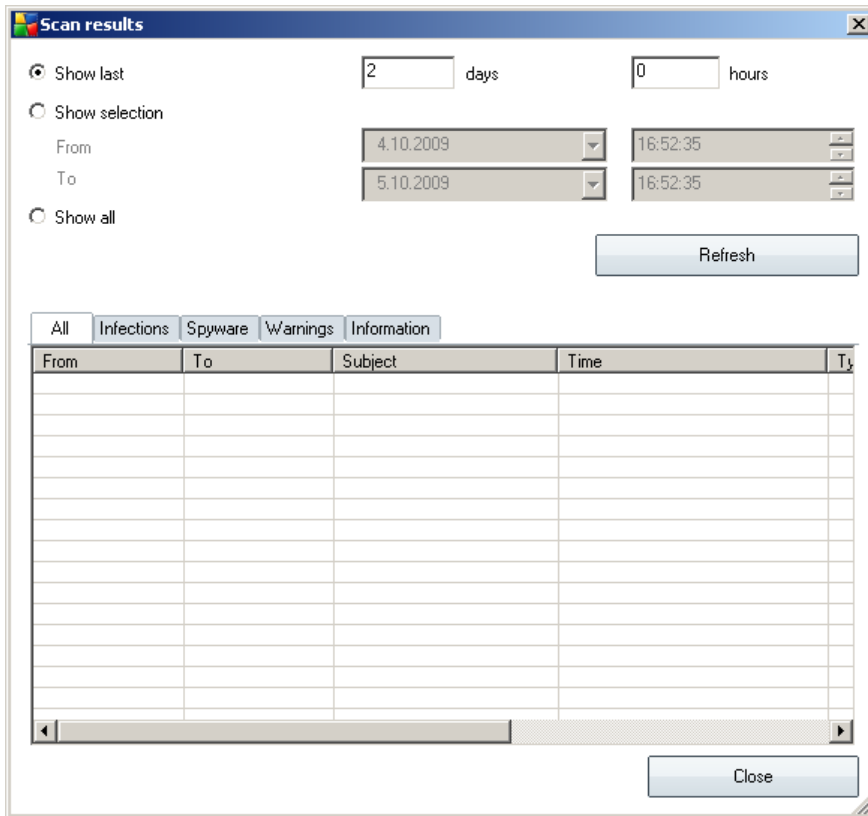 Scan results
Show last 2 days 0 hours
Show selection
From 4.10.2009 16:52:35
To 5.10.2009 16:52:35
Show all
Refresh
All Infections Spyware Warnings Information
From To Subject Time Ty
Close